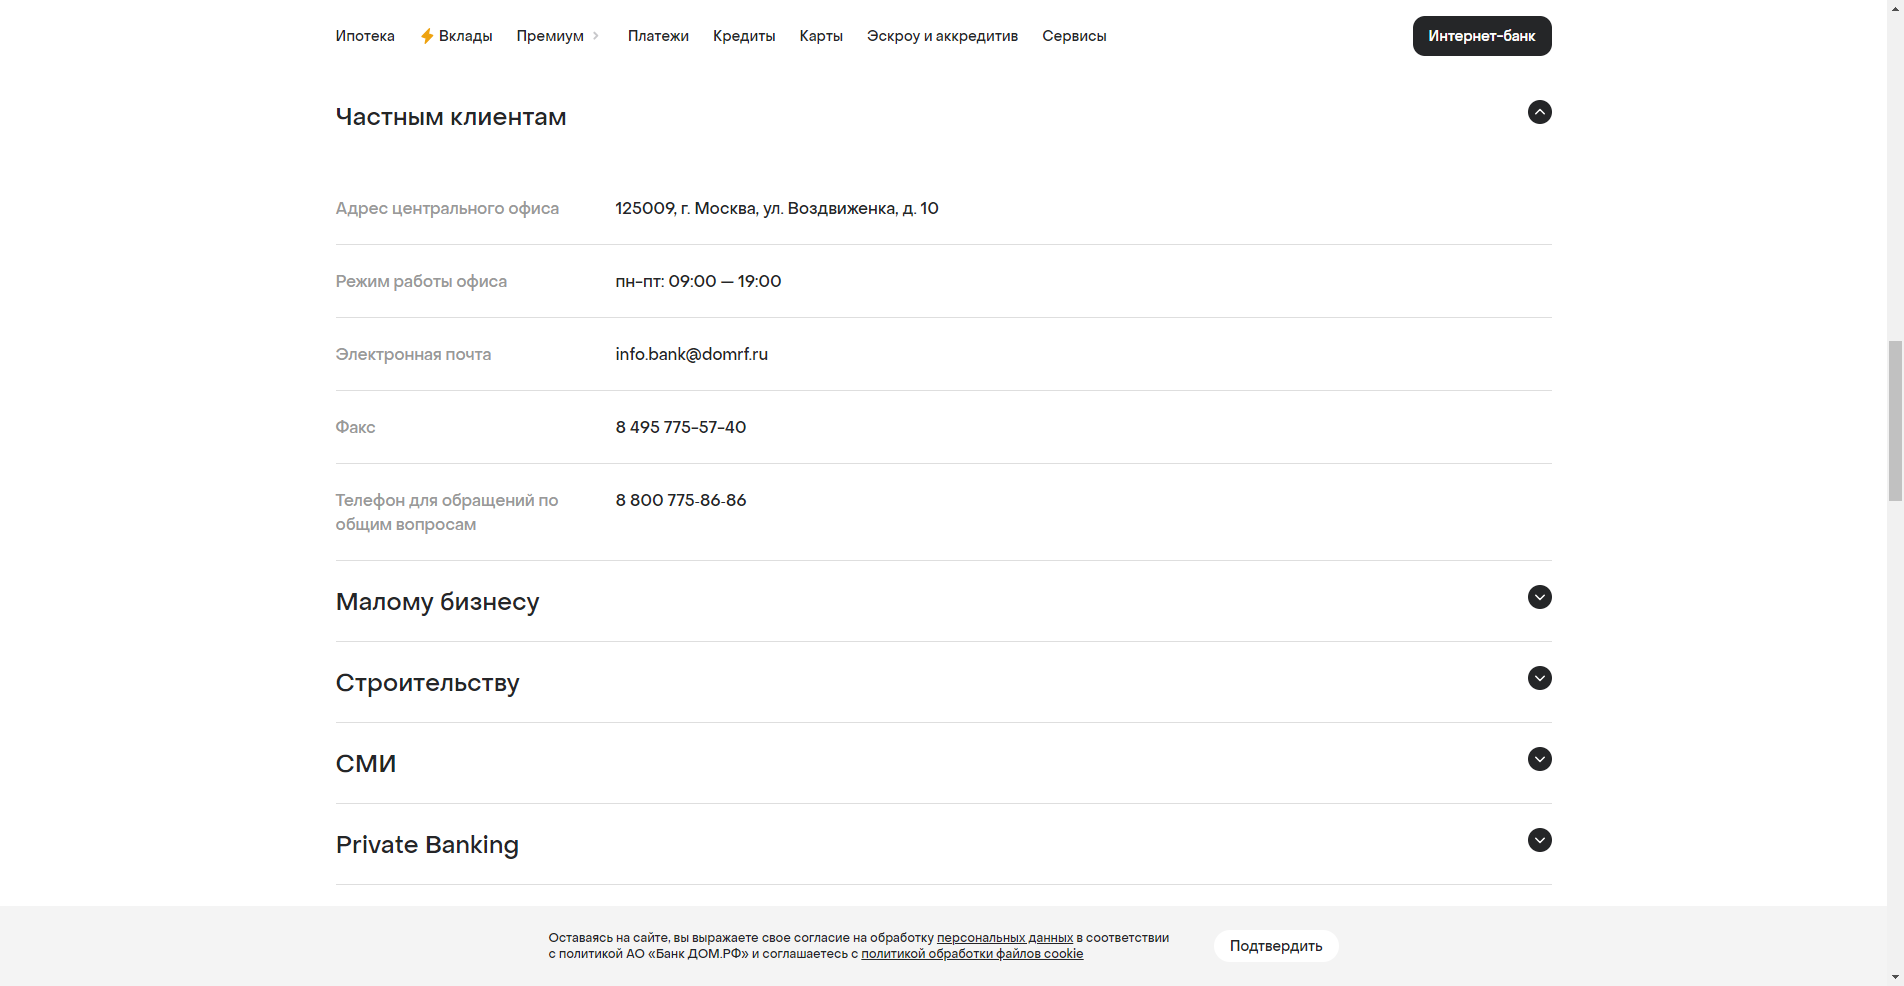 Ипотека
Вклады
Премиум
Платежи
Кредиты
Карты
Эскроу и аккредитив
Сервисы
Интернет-банк
Частным клиентам
Адрес центрального офиса
125009, г. Москва, ул. Воздвиженка, д. 10
Режим работы офиса
пн-пт: 09:00 — 19:00
Электронная почта
info.bank@domrf.ru
Факс
8 495 775-57-40
Телефон для обращений по
общим вопросам
8 800 775-86-86
Малому бизнесу
Строительству
СМИ
Private Banking
Оставаясь на сайте, вы выражаете свое согласие на обработку персональных данных в соответствии
с политикой АО «Банк ДОМ.РФ» и соглашаетесь с политикой обработки файлов cookie
Подтвердить